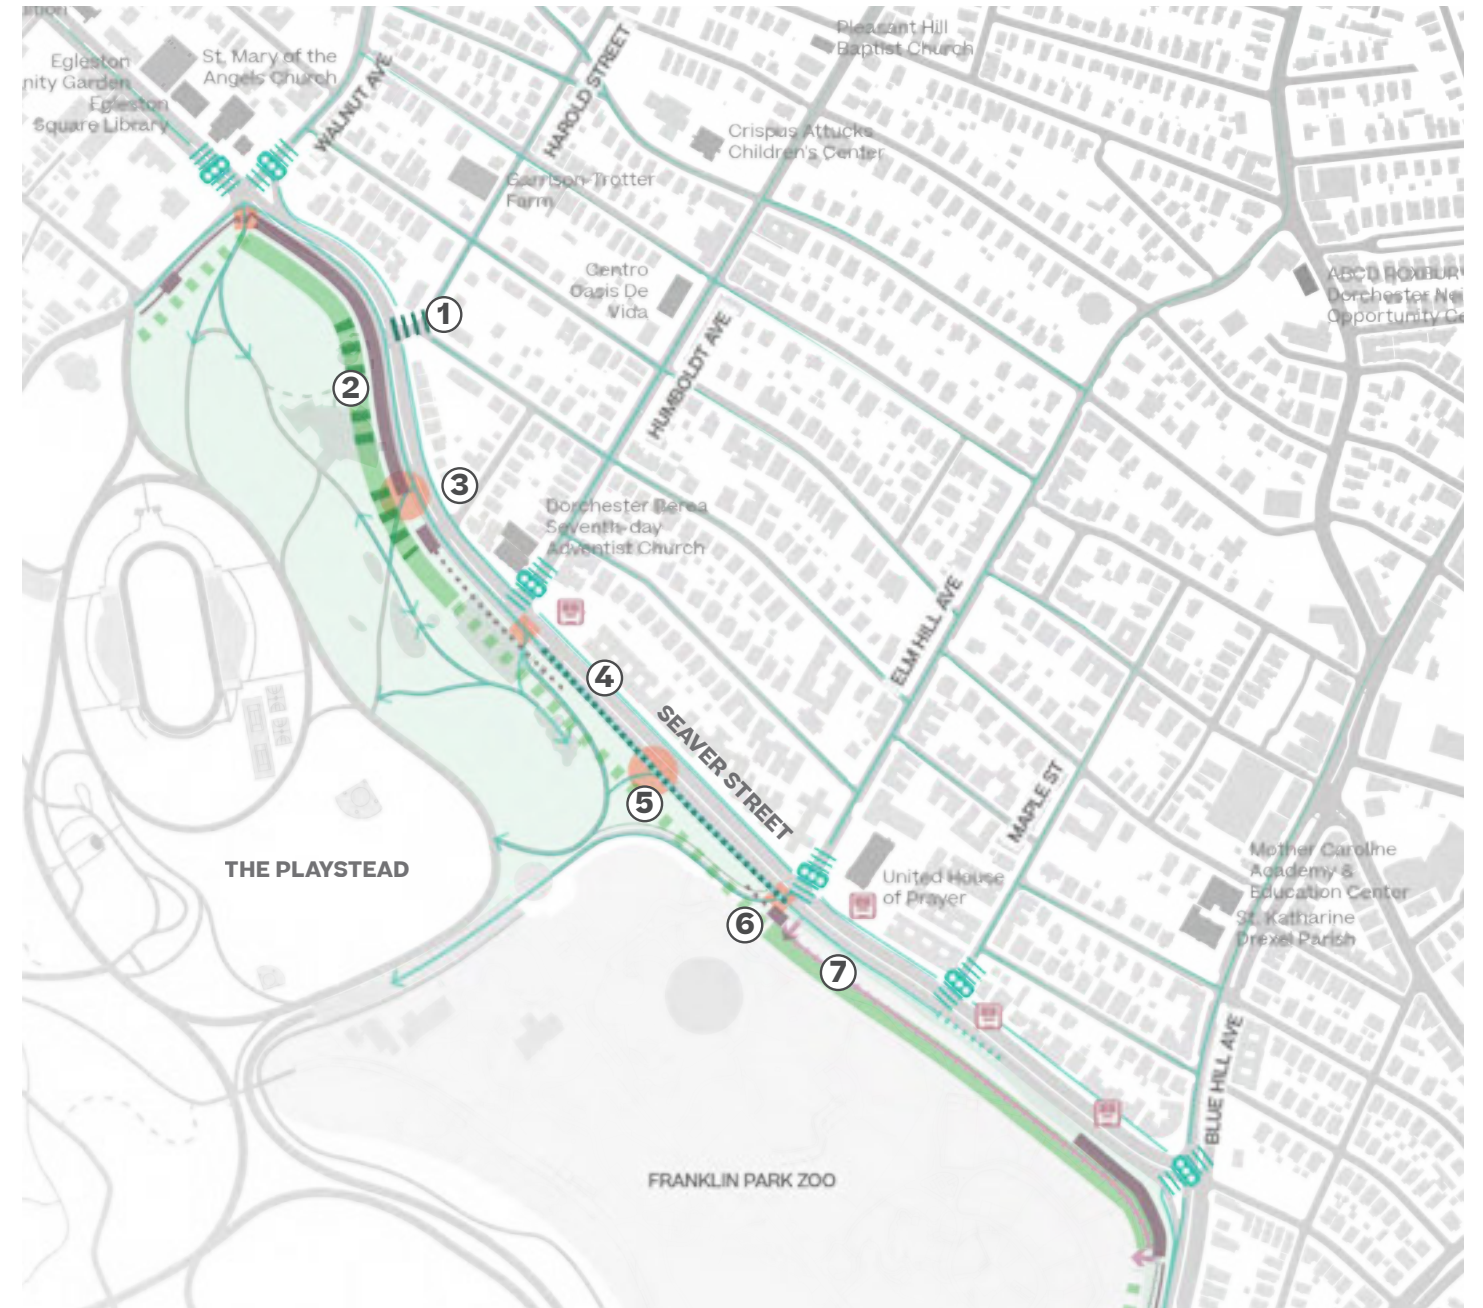 Egleston
nity Garden
Egleston
Square Library
St. Mary of the
Angels Church
WALNUT AVE
HAROLD STREET
Pleasant Hill
Baptist Church
Crispus Attucks
Children's Center
Garrison Trotter
Farm
Centro
Oasis De
Vida
ABCD ROXBURY
Dorchester Nei
Opportunity Ce
1
HUMBOLDT AVE
2
3
Dorchester Berea
Seventh-day
Adventist Church
ELM HILL AVE
4
SEAVER STREET
5
MAPLE ST
THE PLAYSTEAD
United House
of Prayer
Mother Caroline
Academy &
Education Center
St. Katharine
Drexel Parish
6
7
BLUE HILL AVE
FRANKLIN PARK ZOO